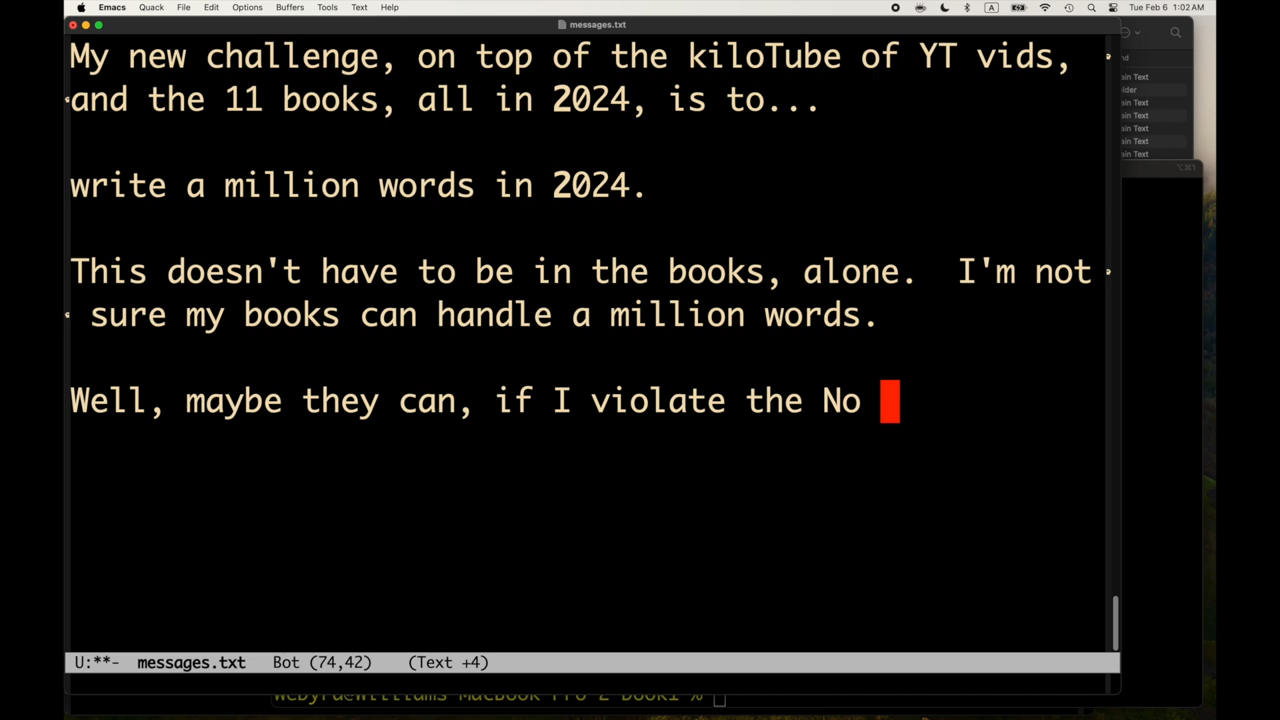 Emacs Quack File Edit Options Buffers Tools Text Help A Tue Feb 6 1:02 AM
messages.txt
My new challenge, on top of the kiloTube of YT vids,
and the 11 books, all in 2024, is to...
write a million words in 2024.
This doesn't have to be in the books, alone.  I'm not
sure my books can handle a million words.
Well, maybe they can, if I violate the No
U:**-  messages.txt   Bot (74,42)    (Text +4)